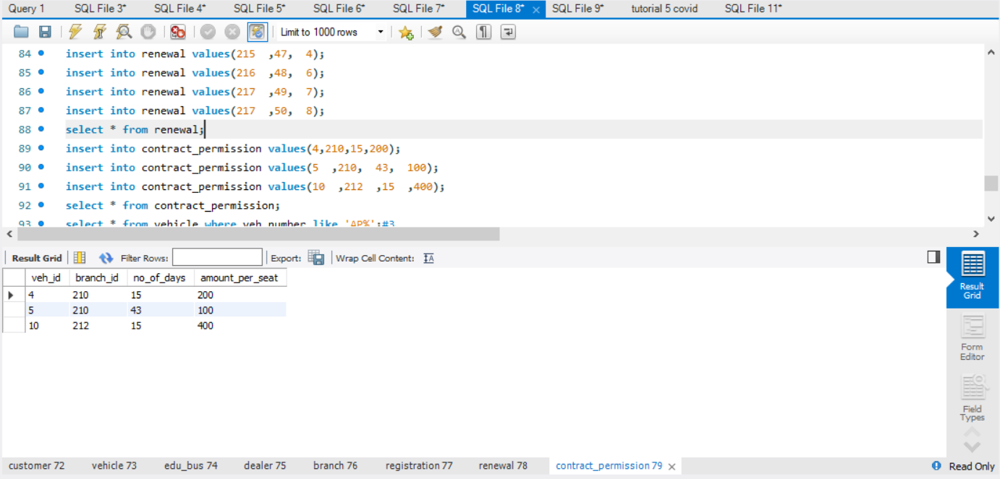 Query 1 SQL File 3* SQL File 4* SQL File 5* SQL File 6* SQL File 7* SQL File 8* SQL File 9* tutorial 5 covid SQL File 11*
Limit to 1000 rows
84 insert into renewal values(215 ,47, 4);
85 insert into renewal values(216 ,48, 6);
86 insert into renewal values(217 ,49, 7);
87 insert into renewal values(217 ,50, 8);
88 select * from renewal;
89 insert into contract_permission values(4,210,15,200);
90 insert into contract_permission values(5 ,210, 43, 100);
91 insert into contract_permission values(10 ,212 ,15 ,400);
92 select * from contract_permission;
93 select * from vehicle where veh_number like 'AP%';#3
Result Grid Filter Rows: Export: Wrap Cell Content:
veh_id branch_id no_of_days amount_per_seat
4 210 15 200
5 210 43 100
10 212 15 400
Result
Grid
Form
Editor
Field
Types
customer 72 vehicle 73 edu_bus 74 dealer 75 branch 76 registration 77 renewal 78 contract_permission 79 Read Only